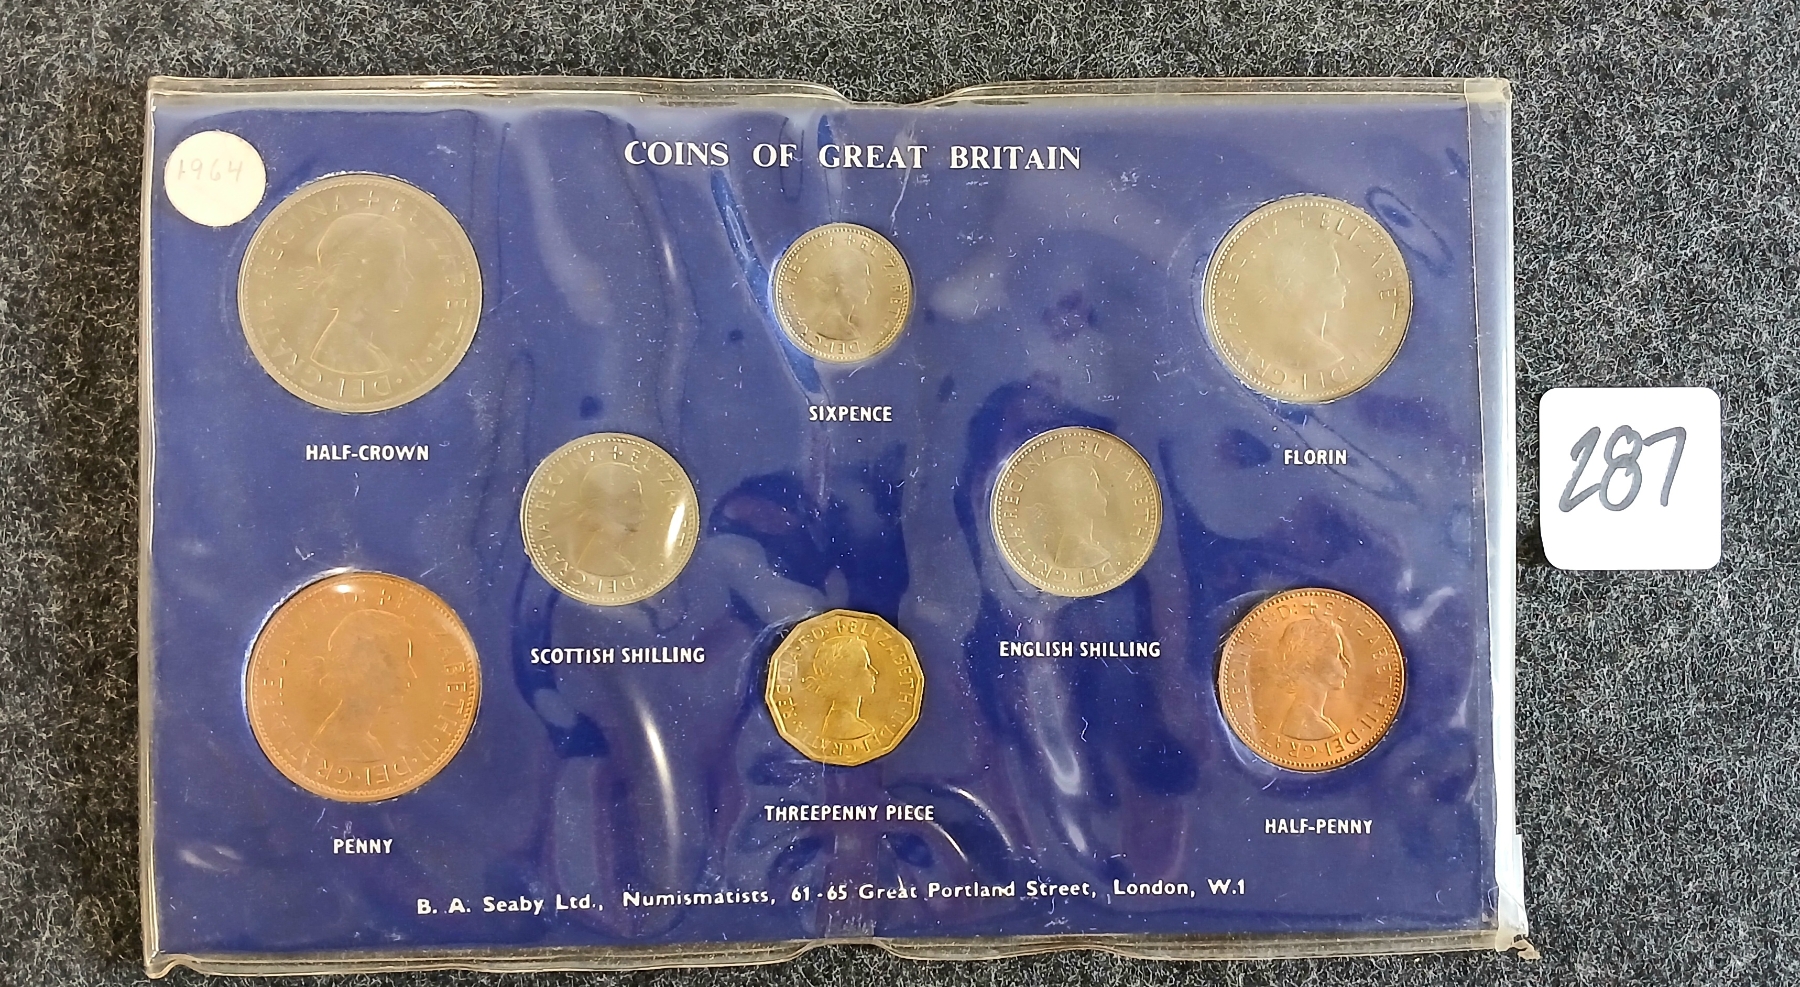 1964
COINS OF GREAT BRITAIN
HALF-CROWN
SIXPENCE
FLORIN
SCOTTISH SHILLING
ENGLISH SHILLING
PENNY
THREEPENNY PIECE
HALF-PENNY
B. A. Seaby Ltd., Numismatists, 61-65 Great Portland Street, London, W.1
287